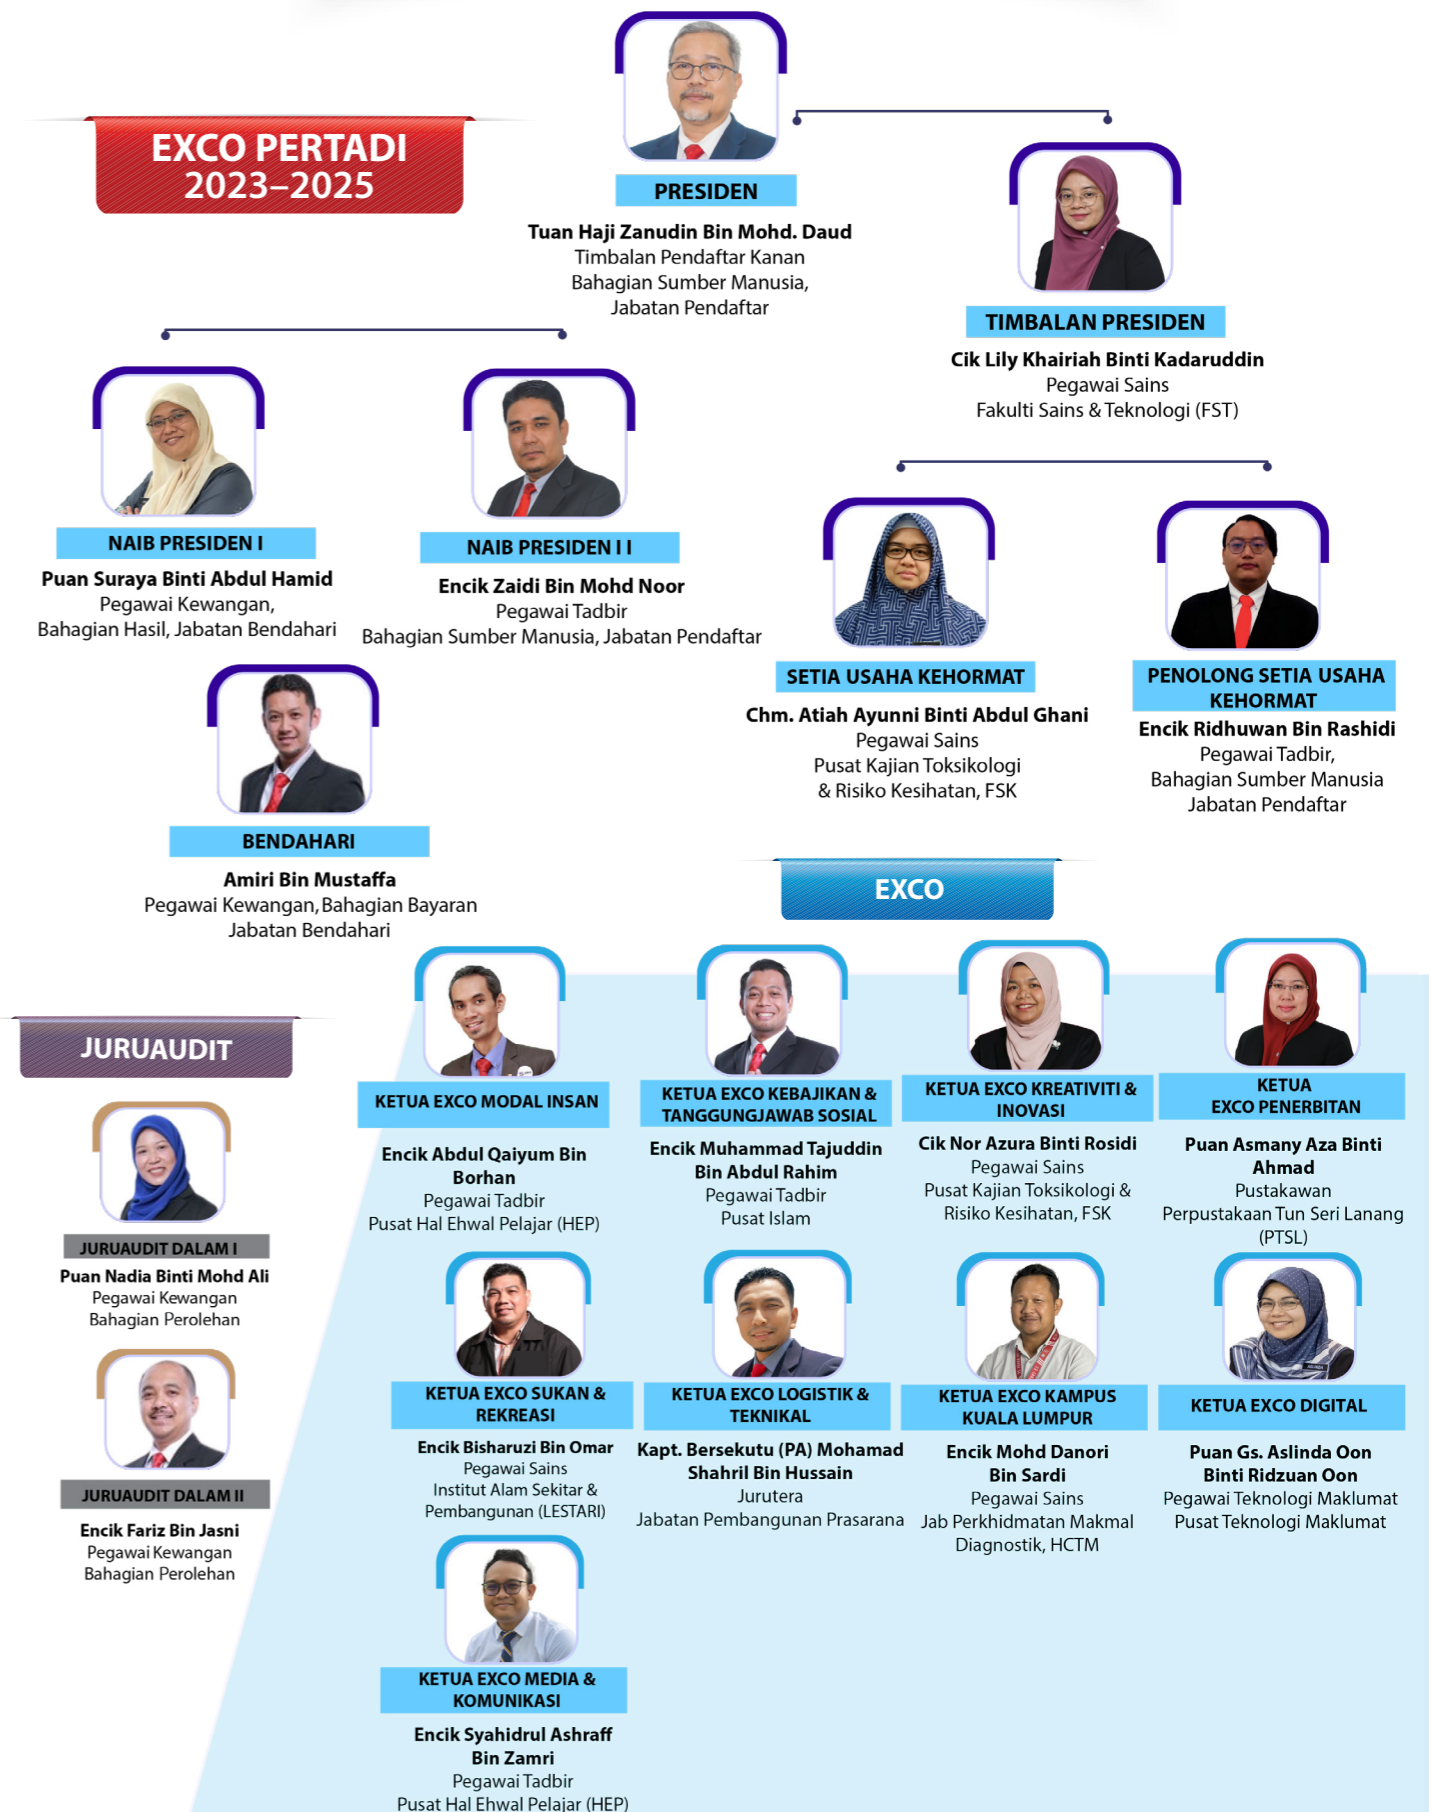 EXCO PERTADI
2023–2025
PRESIDEN
Tuan Haji Zanudin Bin Mohd. Daud
Timbalan Pendaftar Kanan
Bahagian Sumber Manusia,
Jabatan Pendaftar
TIMBALAN PRESIDEN
Cik Lily Khairiah Binti Kadaruddin
Pegawai Sains
Fakulti Sains & Teknologi (FST)
NAIB PRESIDEN I
Puan Suraya Binti Abdul Hamid
Pegawai Kewangan,
Bahagian Hasil, Jabatan Bendahari
NAIB PRESIDEN I I
Encik Zaidi Bin Mohd Noor
Pegawai Tadbir
Bahagian Sumber Manusia, Jabatan Pendaftar
SETIA USAHA KEHORMAT
Chm. Atiah Ayunni Binti Abdul Ghani
Pegawai Sains
Pusat Kajian Toksikologi
& Risiko Kesihatan, FSK
PENOLONG SETIA USAHA
KEHORMAT
Encik Ridhuwan Bin Rashidi
Pegawai Tadbir,
Bahagian Sumber Manusia
Jabatan Pendaftar
BENDAHARI
Amiri Bin Mustaffa
Pegawai Kewangan, Bahagian Bayaran
Jabatan Bendahari
EXCO
KETUA EXCO MODAL INSAN
Encik Abdul Qaiyum Bin
Borhan
Pegawai Tadbir
Pusat Hal Ehwal Pelajar (HEP)
KETUA EXCO KEBAJIKAN &
TANGGUNGJAWAB SOSIAL
Encik Muhammad Tajuddin
Bin Abdul Rahim
Pegawai Tadbir
Pusat Islam
KETUA EXCO KREATIVITI &
INOVASI
Cik Nor Azura Binti Rosidi
Pegawai Sains
Pusat Kajian Toksikologi &
Risiko Kesihatan, FSK
KETUA
EXCO PENERBITAN
Puan Asmany Aza Binti
Ahmad
Pustakawan
Perpustakaan Tun Seri Lanang
(PTSL)
JURUAUDIT
JURUAUDIT DALAM I
Puan Nadia Binti Mohd Ali
Pegawai Kewangan
Bahagian Perolehan
JURUAUDIT DALAM II
Encik Fariz Bin Jasni
Pegawai Kewangan
Bahagian Perolehan
KETUA EXCO SUKAN &
REKREASI
Encik Bisharuzi Bin Omar
Pegawai Sains
Institut Alam Sekitar &
Pembangunan (LESTARI)
KETUA EXCO LOGISTIK &
TEKNIKAL
Kapt. Bersekutu (PA) Mohamad
Shahril Bin Hussain
Jurutera
Jabatan Pembangunan Prasarana
KETUA EXCO KAMPUS
KUALA LUMPUR
Encik Mohd Danori
Bin Sardi
Pegawai Sains
Jab Perkhidmatan Makmal
Diagnostik, HCTM
KETUA EXCO DIGITAL
Puan Gs. Aslinda Oon
Binti Ridzuan Oon
Pegawai Teknologi Maklumat
Pusat Teknologi Maklumat
KETUA EXCO MEDIA &
KOMUNIKASI
Encik Syahidrul Ashraff
Bin Zamri
Pegawai Tadbir
Pusat Hal Ehwal Pelajar (HEP)